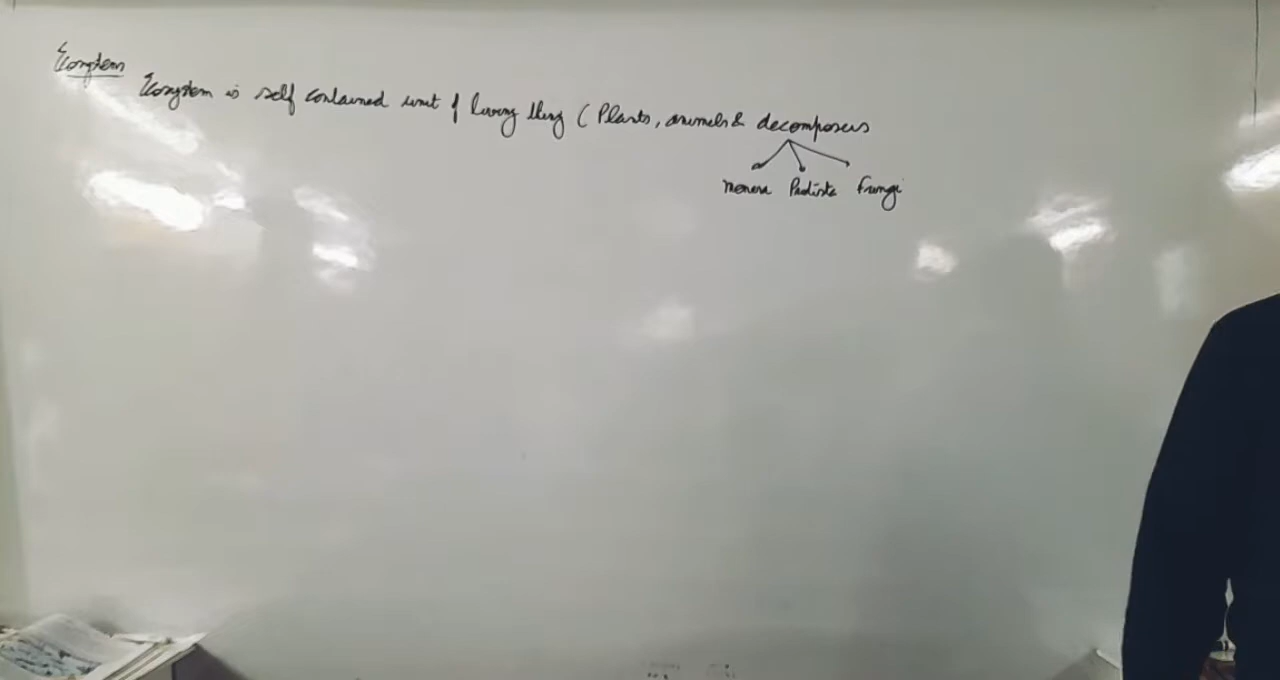 Ecosystem
Ecosystem is self contained unit of living thing (Plants, animals & decomposers
Monera Protista Fungi